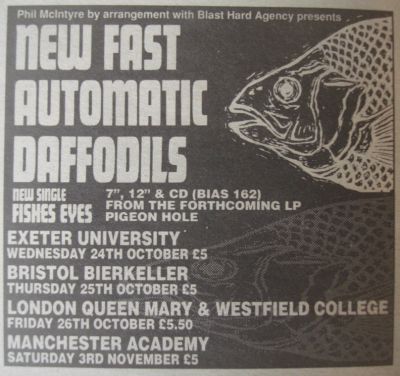 Phil McIntyre by arrangement with Blast Hard Agency presents
NEW FAST
AUTOMATIC
DAFFODILS
NEW SINGLE
FISHES EYES
7", 12" & CD (BIAS 162)
FROM THE FORTHCOMING LP
PIGEON HOLE
EXETER UNIVERSITY
WEDNESDAY 24TH OCTOBER £5
BRISTOL BIERKELLER
THURSDAY 25TH OCTOBER £5
LONDON QUEEN MARY & WESTFIELD COLLEGE
FRIDAY 26TH OCTOBER £5.50
MANCHESTER ACADEMY
SATURDAY 3RD NOVEMBER £5